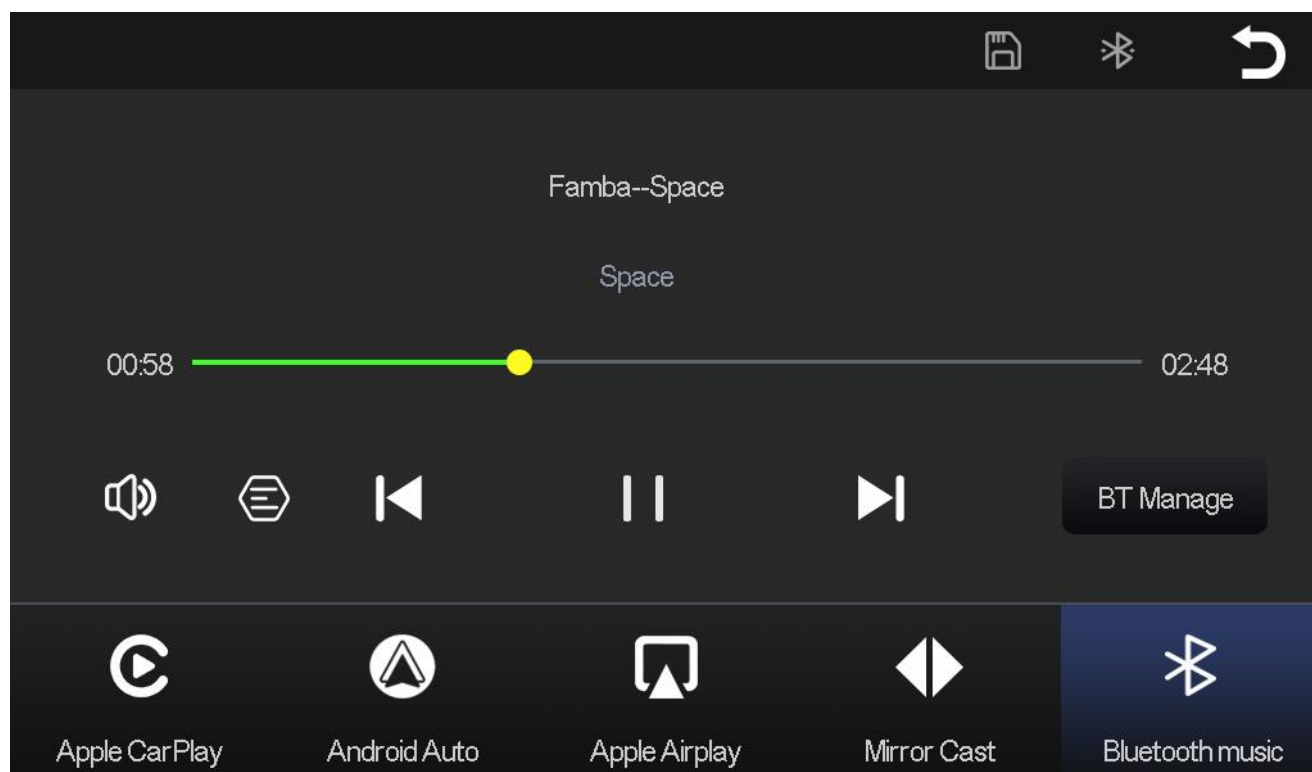 Famba--Space
Space
00:58 02:48
BT Manage
Apple CarPlay Android Auto Apple Airplay Mirror Cast Bluetooth music